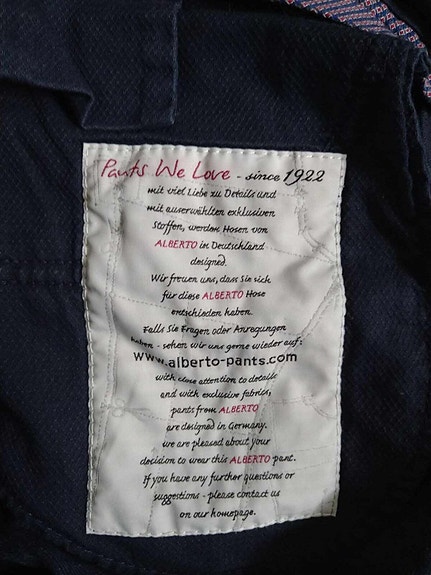 Pants We Love - since 1922
mit viel Liebe zu Details und
mit auserwählten exklusiven
Stoffen, werden Hosen von
ALBERTO in Deutschland
designed.
Wir freuen uns, dass Sie sich
für diese ALBERTO Hose
entschieden haben.
Falls Sie Fragen oder Anregungen
haben - sehen wir uns gerne wieder auf:
www.alberto-pants.com
with close attention to details
and with exclusive fabrics,
pants from ALBERTO
are designed in Germany.
we are pleased about your
decision to wear this ALBERTO pant.
If you have any further questions or
suggestions - please contact us
on our homepage.